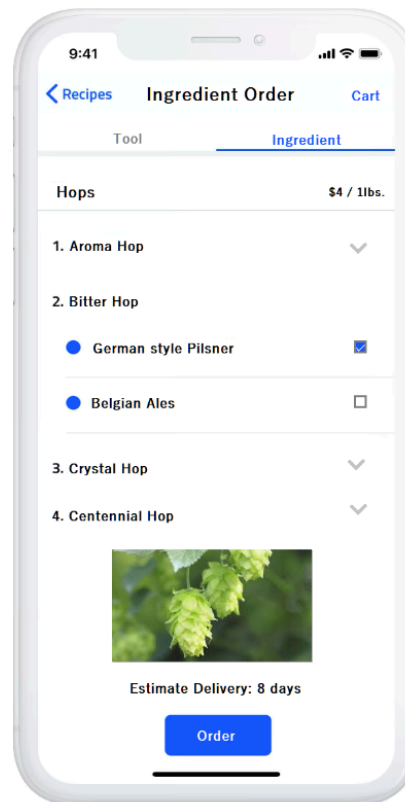 9:41
Recipes Ingredient Order Cart
Tool Ingredient
Hops $4 / 1lbs.
1. Aroma Hop
2. Bitter Hop
German style Pilsner
Belgian Ales
3. Crystal Hop
4. Centennial Hop
Estimate Delivery: 8 days
Order